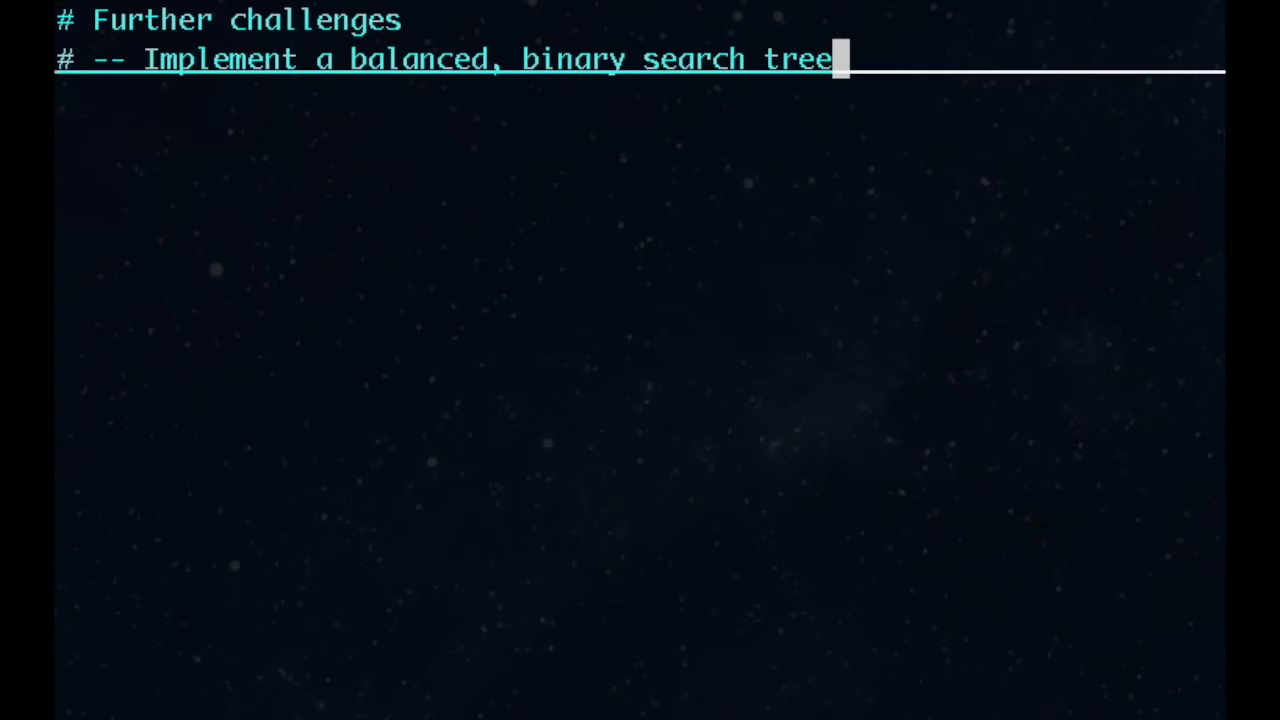 # Further challenges
# -- Implement a balanced, binary search tree